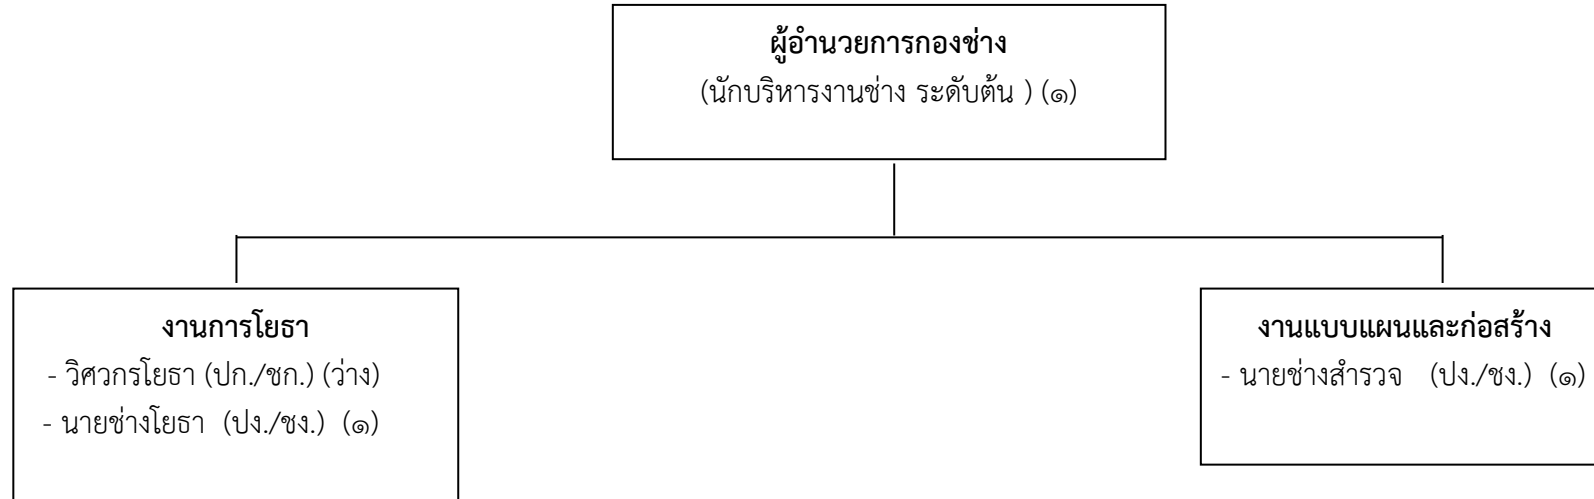 ผู้อำนวยการกองช่าง
(นักบริหารงานช่าง ระดับต้น ) (๑)
งานการโยธา
- วิศวกรโยธา (ปก./ชก.) (ว่าง)
- นายช่างโยธา (ปง./ชง.) (๑)
งานแบบแผนและก่อสร้าง
- นายช่างสำรวจ (ปง./ชง.) (๑)